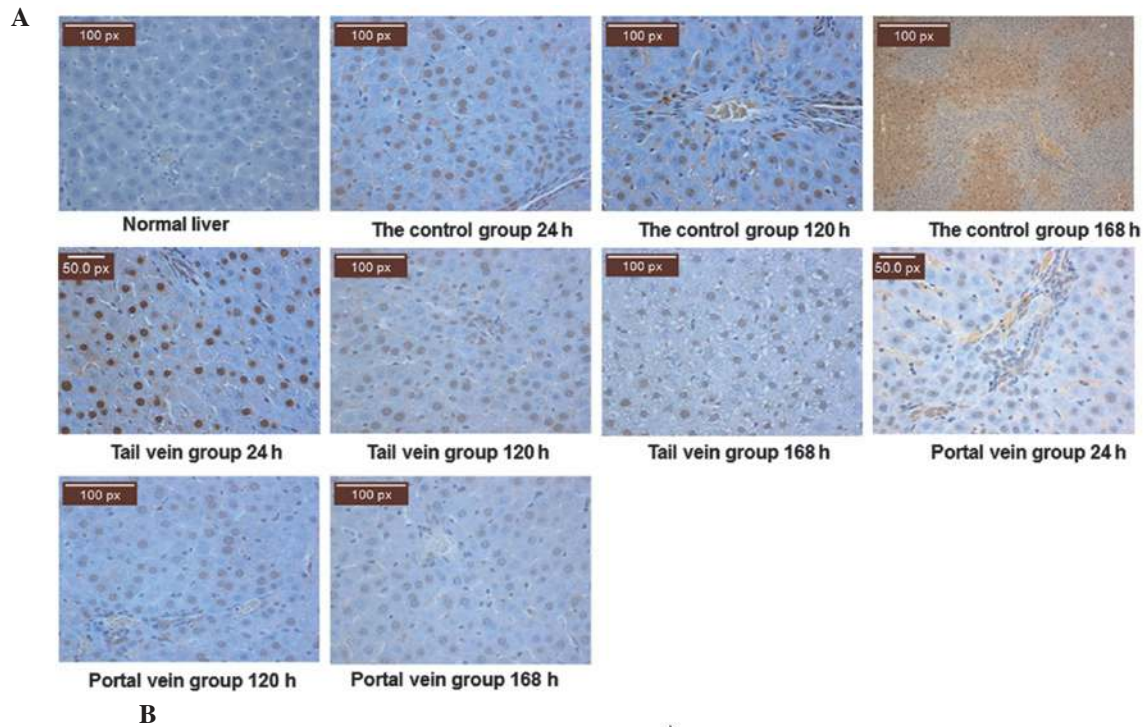 A
100 px
100 px
100 px
100 px
Normal liver
The control group 24 h
The control group 120 h
The control group 168 h
50.0 px
100 px
100 px
50.0 px
Tail vein group 24 h
Tail vein group 120 h
Tail vein group 168 h
Portal vein group 24 h
100 px
100 px
Portal vein group 120 h
Portal vein group 168 h
B